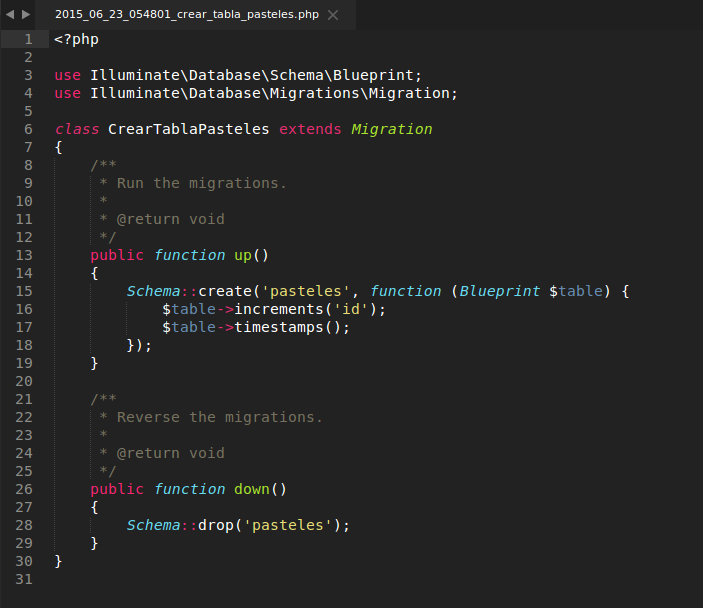 2015_06_23_054801_crear_tabla_pasteles.php
1 <?php
2
3 use Illuminate\Database\Schema\Blueprint;
4 use Illuminate\Database\Migrations\Migration;
5
6 class CrearTablaPasteles extends Migration
7 {
8     /**
9      * Run the migrations.
10      *
11      * @return void
12      */
13     public function up()
14     {
15         Schema::create('pasteles', function (Blueprint $table) {
16             $table->increments('id');
17             $table->timestamps();
18         });
19     }
20
21     /**
22      * Reverse the migrations.
23      *
24      * @return void
25      */
26     public function down()
27     {
28         Schema::drop('pasteles');
29     }
30 }
31